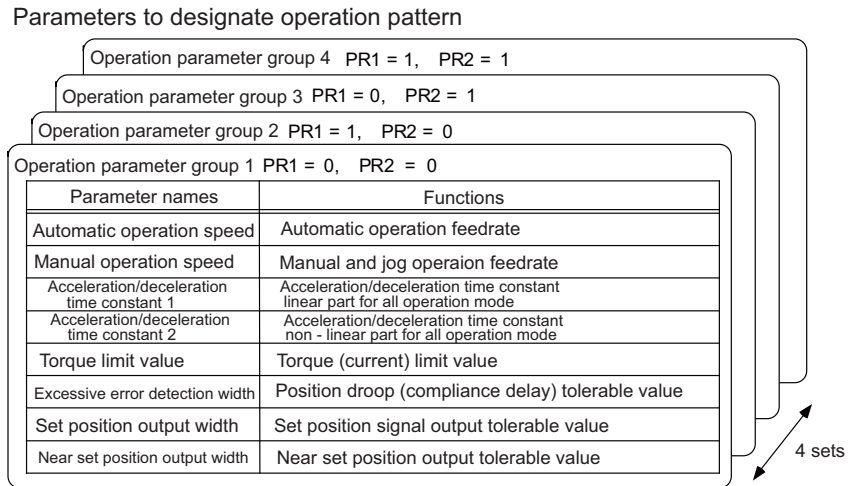 Parameters to designate operation pattern
Operation parameter group 4 PR1 = 1, PR2 = 1
Operation parameter group 3 PR1 = 0, PR2 = 1
Operation parameter group 2 PR1 = 1, PR2 = 0
Operation parameter group 1 PR1 = 0, PR2 = 0
Parameter names Functions
Automatic operation speed Automatic operation feedrate
Manual operation speed Manual and jog operaion feedrate
Acceleration/deceleration Acceleration/deceleration time constant
time constant 1 linear part for all operation mode
Acceleration/deceleration Acceleration/deceleration time constant
time constant 2 non - linear part for all operation mode
Torque limit value Torque (current) limit value
Excessive error detection width Position droop (compliance delay) tolerable value
Set position output width Set position signal output tolerable value
Near set position output width Near set position output tolerable value
4 sets